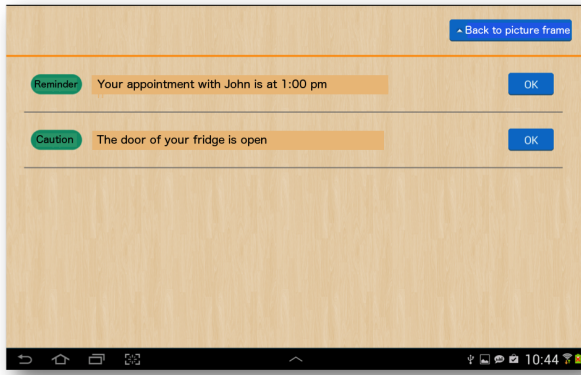 Back to picture frame
Reminder Your appointment with John is at 1:00 pm OK
Caution The door of your fridge is open OK
10:44